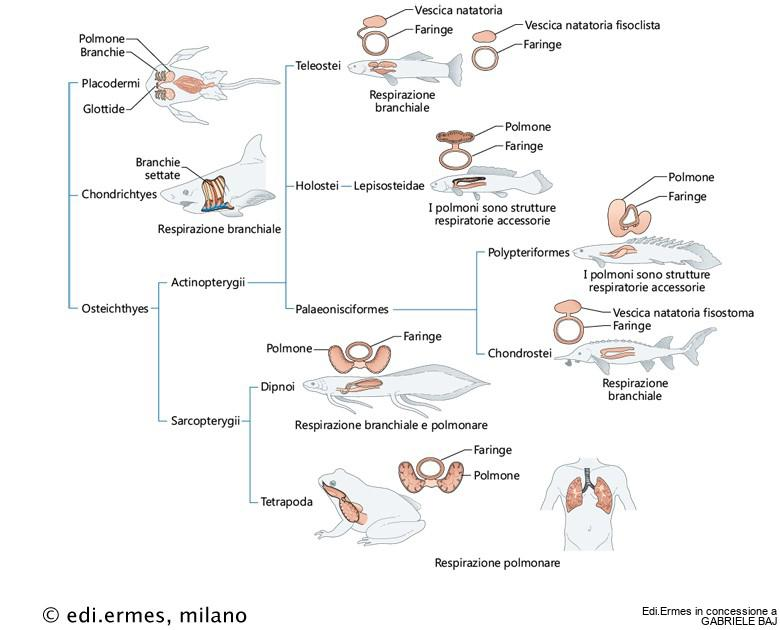 Vescica natatoria
Faringe
Vescica natatoria fisoclista
Faringe
Polmone
Branchie
Placodermi
Glottide
Teleostei
Respirazione
branchiale
Branchie
settate
Chondrichtyes
Respirazione branchiale
Polmone
Faringe
Holostei
Lepisosteidae
I polmoni sono strutture
respiratorie accessorie
Polmone
Faringe
Polypteriformes
I polmoni sono strutture
respiratorie accessorie
Osteichthyes
Actinopterygii
Palaeonisciformes
Vescica natatoria fisostoma
Faringe
Chondrostei
Respirazione
branchiale
Sarcopterygii
Faringe
Polmone
Dipnoi
Respirazione branchiale e polmonare
Faringe
Polmone
Tetrapoda
Respirazione polmonare
© edi.ermes, milano
Edi.Ermes in concessione a
GABRIELE BAJ